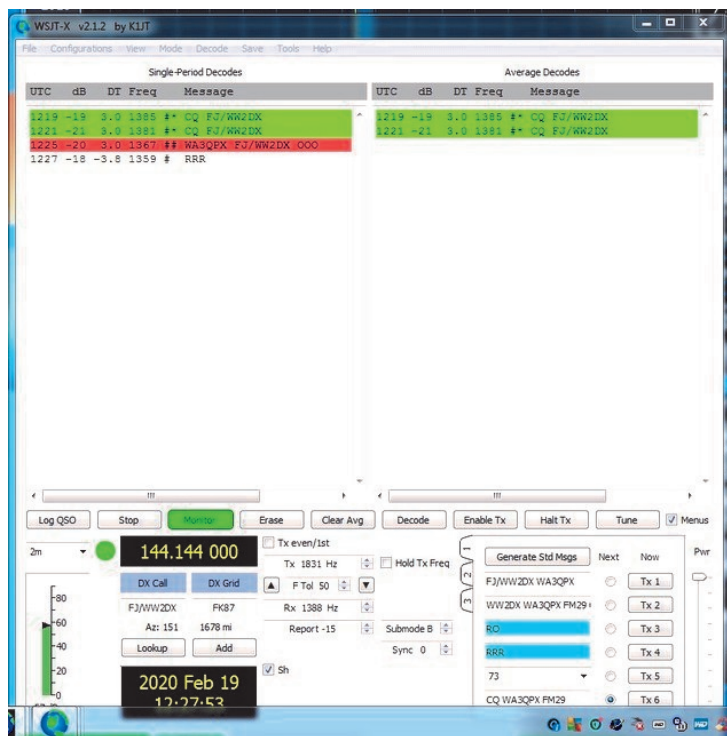 WSJT-X v2.1.2 by K1JT
File Configurations View Mode Decode Save Tools Help
Single-Period Decodes
UTC dB DT Freq Message
1219 -19 3.0 1385 #* CQ FJ/WW2DX
1221 -21 3.0 1381 #* CQ FJ/WW2DX
1225 -20 3.0 1367 ## WA3QPX FJ/WW2DX OOO
1227 -18 -3.8 1359 # RRR
Average Decodes
UTC dB DT Freq Message
1219 -19 3.0 1385 #* CQ FJ/WW2DX
1221 -21 3.0 1381 #* CQ FJ/WW2DX
Log QSO Stop Monitor Erase Clear Avg Decode Enable Tx Halt Tx Tune Menus
2m
144.144 000
DX Call DX Grid
FJ/WW2DX FK87
Az: 151 1678 mi
Lookup Add
2020 Feb 19
12:27:53
-80
-60
-40
-20
-0
Tx even/1st
Tx 1831 Hz
Hold Tx Freq
F Tol 50
Rx 1388 Hz
Report -15
Submode B
Sync 0
Sh
1
2
3
Generate Std Msgs Next Now
FJ/WW2DX WA3QPX Tx 1
WW2DX WA3QPX FM29 Tx 2
RO Tx 3
RRR Tx 4
73 Tx 5
CQ WA3QPX FM29 Tx 6
Pwr